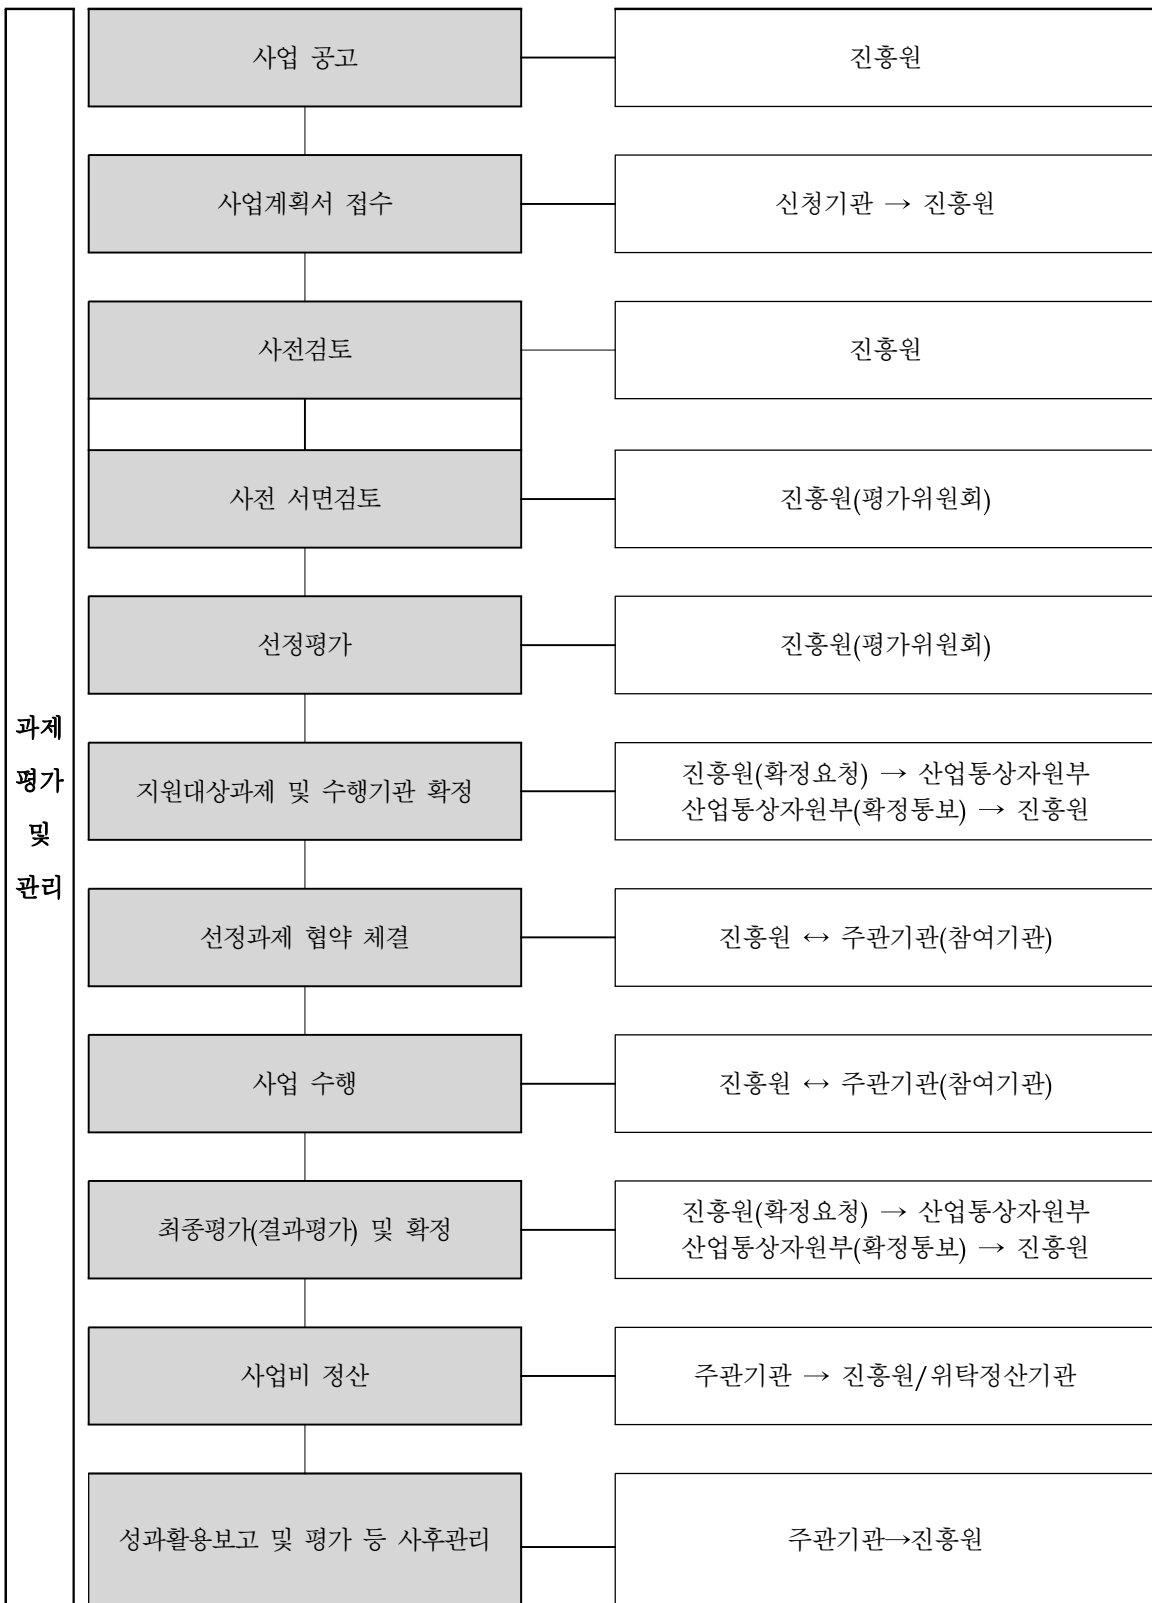 과제
평가
및
관리
사업 공고
진흥원
사업계획서 접수
신청기관 → 진흥원
사전검토
진흥원
사전 서면검토
진흥원(평가위원회)
선정평가
진흥원(평가위원회)
지원대상과제 및 수행기관 확정
진흥원(확정요청) → 산업통상자원부
산업통상자원부(확정통보) → 진흥원
선정과제 협약 체결
진흥원 ↔ 주관기관(참여기관)
사업 수행
진흥원 ↔ 주관기관(참여기관)
최종평가(결과평가) 및 확정
진흥원(확정요청) → 산업통상자원부
산업통상자원부(확정통보) → 진흥원
사업비 정산
주관기관 → 진흥원/위탁정산기관
성과활용보고 및 평가 등 사후관리
주관기관→진흥원